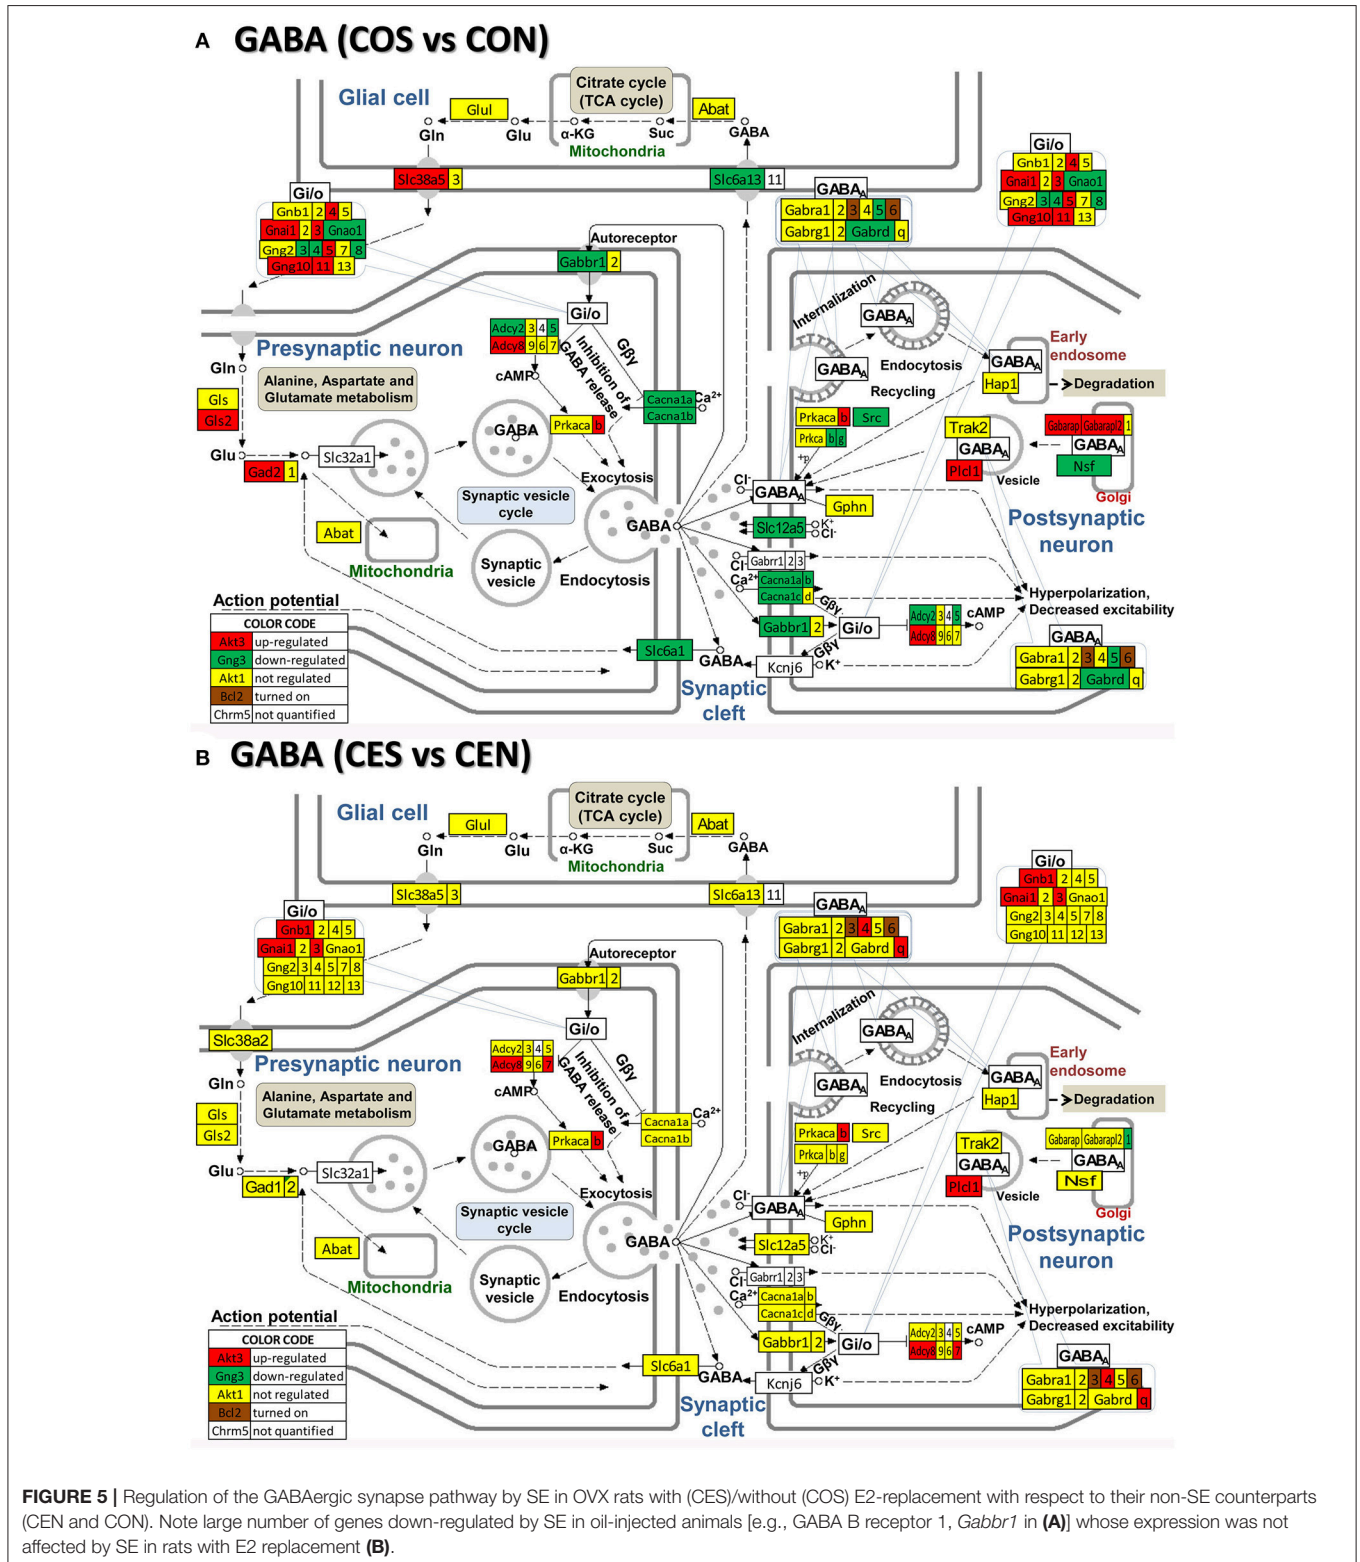 A GABA (COS vs CON)
Glial cell
Citrate cycle
(TCA cycle)
Glul
Abat
Gln
Glu
α-KG
Suc
GABA
Mitochondria
Slc38a5 3
Slc6a13 11
Gi/o
Gnb1 2 4 5
Gnai1 2 3 Gnao1
Gng2 3 4 5 7 8
Gng10 11 13
GABAA
Gabra1 2 3 4 5 6
Gabrg1 2 Gabrd q
Gi/o
Gnb1 2 4 5
Gnai1 2 3 Gnao1
Gng2 3 4 5 7 8
Gng10 11 13
Autoreceptor
Gabbr1 2
Gi/o
Presynaptic neuron
Adcy2 3 4 5
Adcy8 9 6 7
cAMP
Inhibition of
GABA release
Gβγ
Cacna1a
Cacna1b
Ca2+
Internalization
GABAA
Endocytosis
GABAA
Recycling
Early
endosome
GABAA
Hap1
Degradation
Gln
Alanine, Aspartate and
Glutamate metabolism
Gls
Gls2
Glu
Gad2 1
Slc32a1
GABA
Prkaca b
Exocytosis
Synaptic vesicle
cycle
GABA
Abat
Mitochondria
Synaptic
vesicle
Endocytosis
Prkaca b
Src
Prkca b g
+p
Cl-
GABAA
Gphn
Slc12a5
K+
Cl-
Trak2
GABAA
Plcl1
Vesicle
Gabarap Gabarapl2 1
GABAA
Nsf
Golgi
Postsynaptic
neuron
Gabrr1 2 3
Cl-
Ca2+
Cacna1a b
Cacna1c d
Gβγ
Gabbr1 2
Gi/o
Adcy2 3 4 5
Adcy8 9 6 7
cAMP
Hyperpolarization,
Decreased excitability
Gβγ
Kcnj6
K+
GABAA
Gabra1 2 3 4 5 6
Gabrg1 2 Gabrd q
Action potential
Slc6a1
GABA
Synaptic
cleft
COLOR CODE
Akt3 up-regulated
Gng3 down-regulated
Akt1 not regulated
Bcl2 turned on
Chrm5 not quantified
B GABA (CES vs CEN)
Glial cell
Citrate cycle
(TCA cycle)
Glul
Abat
Gln
Glu
α-KG
Suc
GABA
Mitochondria
Slc38a5 3
Slc6a13 11
Gi/o
Gnb1 2 4 5
Gnai1 2 3 Gnao1
Gng2 3 4 5 7 8
Gng10 11 12 13
GABAA
Gabra1 2 3 4 5 6
Gabrg1 2 Gabrd q
Gi/o
Gnb1 2 4 5
Gnai1 2 3 Gnao1
Gng2 3 4 5 7 8
Gng10 11 12 13
Autoreceptor
Gabbr1 2
Gi/o
Slc38a2
Presynaptic neuron
Adcy2 3 4 5
Adcy8 9 6 7
cAMP
Inhibition of
GABA release
Gβγ
Cacna1a
Cacna1b
Ca2+
Internalization
GABAA
Endocytosis
GABAA
Recycling
Early
endosome
GABAA
Hap1
Degradation
Gln
Alanine, Aspartate and
Glutamate metabolism
Gls
Gls2
Glu
Gad1 2
Slc32a1
GABA
Prkaca b
Exocytosis
Synaptic vesicle
cycle
GABA
Abat
Mitochondria
Synaptic
vesicle
Endocytosis
Prkaca b
Src
Prkca b g
+p
Cl-
GABAA
Gphn
Slc12a5
K+
Cl-
Trak2
GABAA
Plcl1
Vesicle
Gabarap Gabarapl2 1
GABAA
Nsf
Golgi
Postsynaptic
neuron
Gabrr1 2 3
Cl-
Ca2+
Cacna1a b
Cacna1c d
Gβγ
Gabbr1 2
Gi/o
Adcy2 3 4 5
Adcy8 9 6 7
cAMP
Hyperpolarization,
Decreased excitability
Gβγ
Kcnj6
K+
GABAA
Gabra1 2 3 4 5 6
Gabrg1 2 Gabrd q
Action potential
Slc6a1
GABA
Synaptic
cleft
COLOR CODE
Akt3 up-regulated
Gng3 down-regulated
Akt1 not regulated
Bcl2 turned on
Chrm5 not quantified
FIGURE 5 | Regulation of the GABAergic synapse pathway by SE in OVX rats with (CES)/without (COS) E2-replacement with respect to their non-SE counterparts
(CEN and CON). Note large number of genes down-regulated by SE in oil-injected animals [e.g., GABA B receptor 1, Gabbr1 in (A)] whose expression was not
affected by SE in rats with E2 replacement (B).